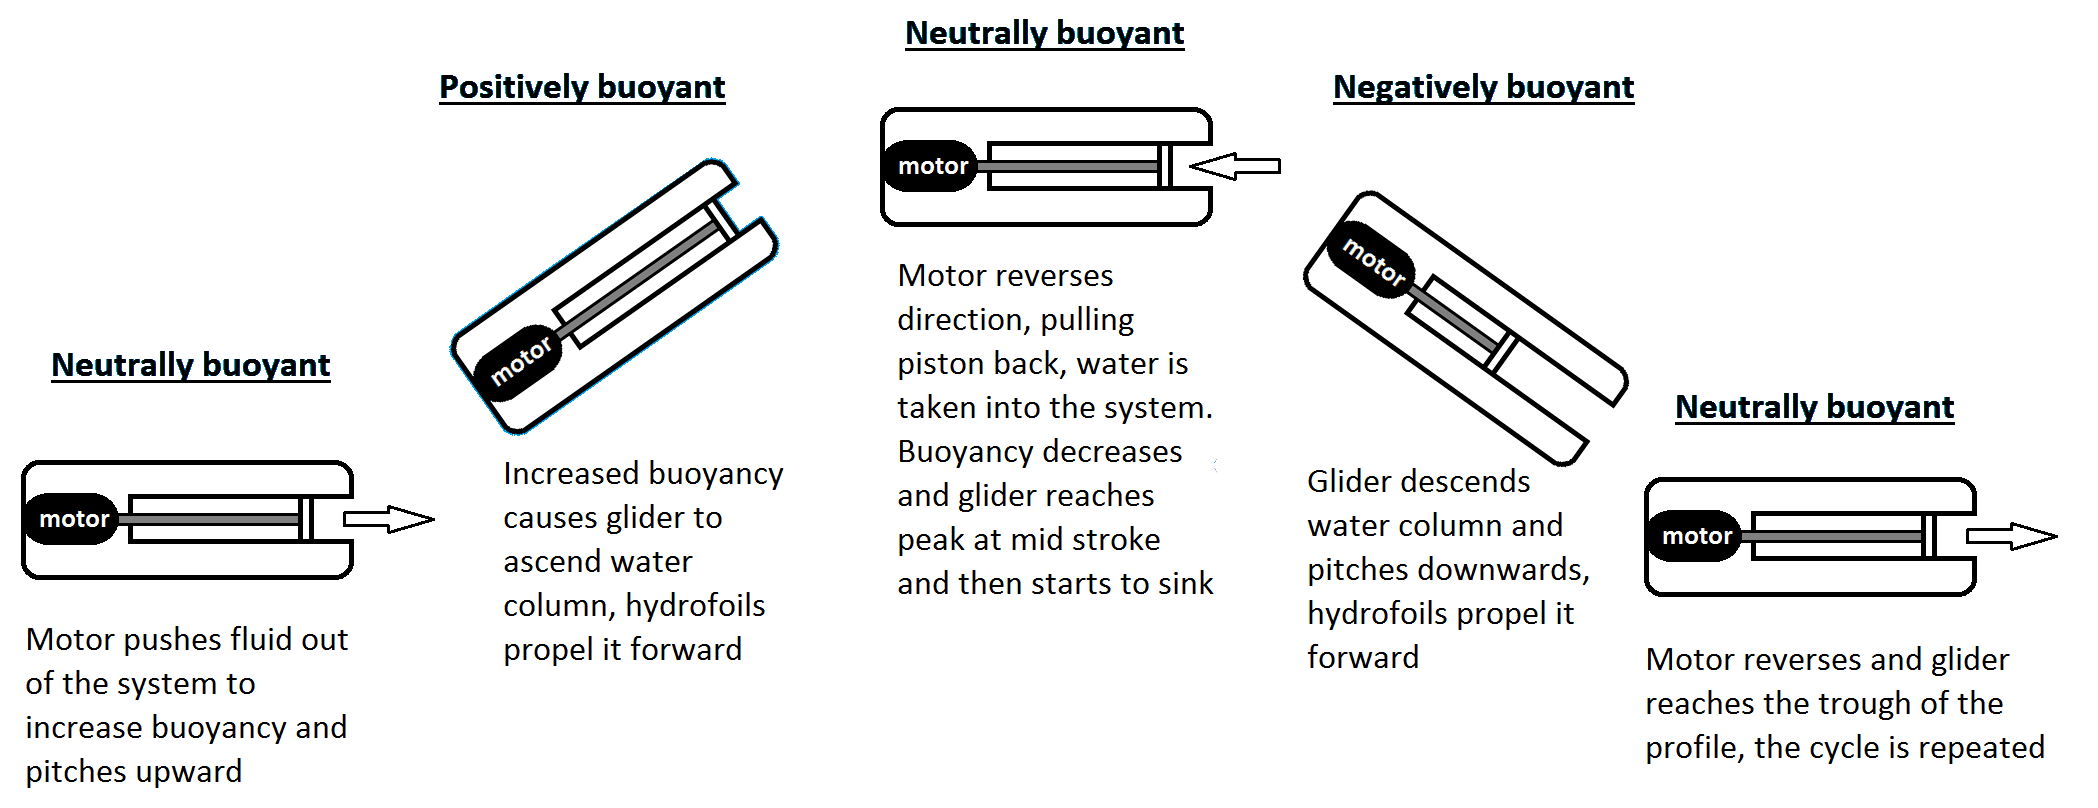 Neutrally buoyant
motor
Motor pushes fluid out
of the system to
increase buoyancy and
pitches upward
Positively buoyant
motor
Increased buoyancy
causes glider to
ascend water
column, hydrofoils
propel it forward
Neutrally buoyant
motor
Motor reverses
direction, pulling
piston back, water is
taken into the system.
Buoyancy decreases
and glider reaches
peak at mid stroke
and then starts to sink
Negatively buoyant
motor
Glider descends
water column and
pitches downwards,
hydrofoils propel it
forward
Neutrally buoyant
motor
Motor reverses and glider
reaches the trough of the
profile, the cycle is repeated